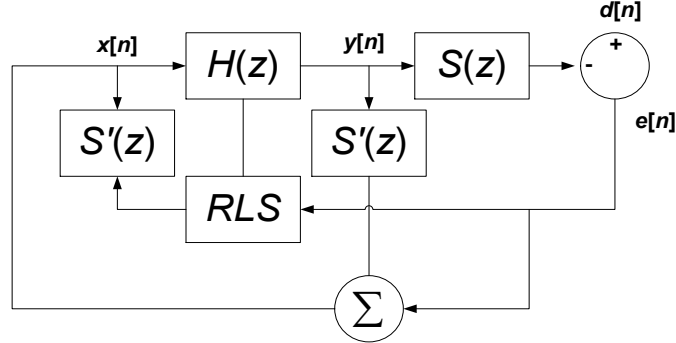 d[n]
x[n]
y[n]
H(z)
S(z)
+
-
e[n]
S'(z)
S'(z)
RLS
Σ